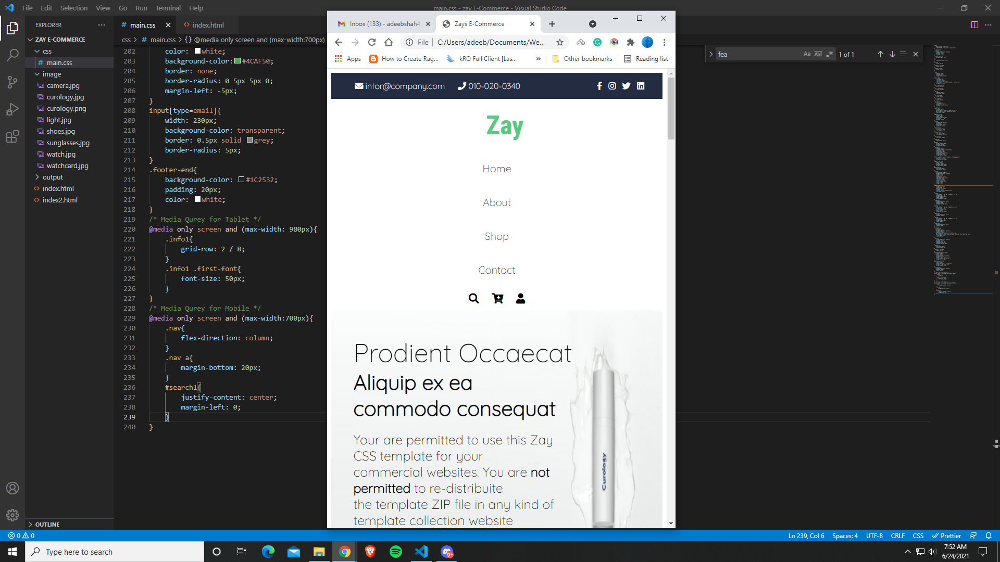 File Edit Selection View Go Run Terminal Help
main.css - zay E-Commerce - Visual Studio Code
EXPLORER
ZAY E-COMMERCE
css
# main.css
image
camera.jpg
curology.jpg
curology.png
light.jpg
shoes.jpg
sunglasses.jpg
watch.jpg
watchcard.jpg
output
index.html
index2.html
OUTLINE
# main.css
index.html
css > # main.css > {} @media only screen and (max-width:700px)
202 color: white;
203 background-color: #4CAF50;
204 border: none;
205 border-radius: 0 5px 5px 0;
206 margin-left: -5px;
207 }
208 input[type=email]{
209 width: 230px;
210 background-color: transparent;
211 border: 0.5px solid grey;
212 border-radius: 5px;
213 }
214 .footer-end{
215 background-color: #1C2532;
216 padding: 20px;
217 color: white;
218 }
219 /* Media Qurey for Tablet */
220 @media only screen and (max-width: 980px){
221 .info1{
222 grid-row: 2 / 8;
223 }
224 .info1 .first-font{
225 font-size: 50px;
226 }
227 }
228 /* Media Qurey for Mobile */
229 @media only screen and (max-width:700px){
230 .nav{
231 flex-direction: column;
232 }
233 .nav a{
234 margin-bottom: 20px;
235 }
236 #search1{
237 justify-content: center;
238 margin-left: 0;
239 }
240 }
Inbox (133) - adeebshah4
Zays E-Commerce
File
C:/Users/adeeb/Documents/We...
Apps
How to Create Rag...
kRO Full Client [Las...
»
Other bookmarks
Reading list
infor@company.com
010-020-0340
Zay
Home
About
Shop
Contact
Prodient Occaecat
Aliquip ex ea
commodo consequat
Your are permitted to use this Zay
CSS template for your
commercial websites. You are not
permitted to re-distribuite
the template ZIP file in any kind of
template collection website
Curology
fea
Aa
Abl
1 of 1
0 0
Ln 239, Col 6
Spaces: 4
UTF-8
CRLF
CSS
Prettier
Type here to search
9+
7:52 AM
6/24/2021